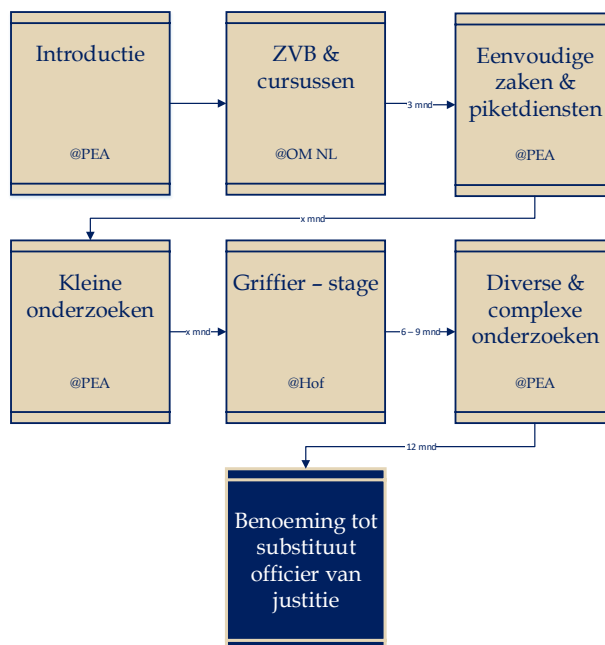 Introductie
@PEA
ZVB &
cursussen
@OM NL
3 mnd
Eenvoudige
zaken &
piketdiensten
@PEA
x mnd
Kleine
onderzoeken
@PEA
x mnd
Griffier – stage
@Hof
6 – 9 mnd
Diverse &
complexe
onderzoeken
@PEA
12 mnd
Benoeming tot
substituut
officier van
justitie